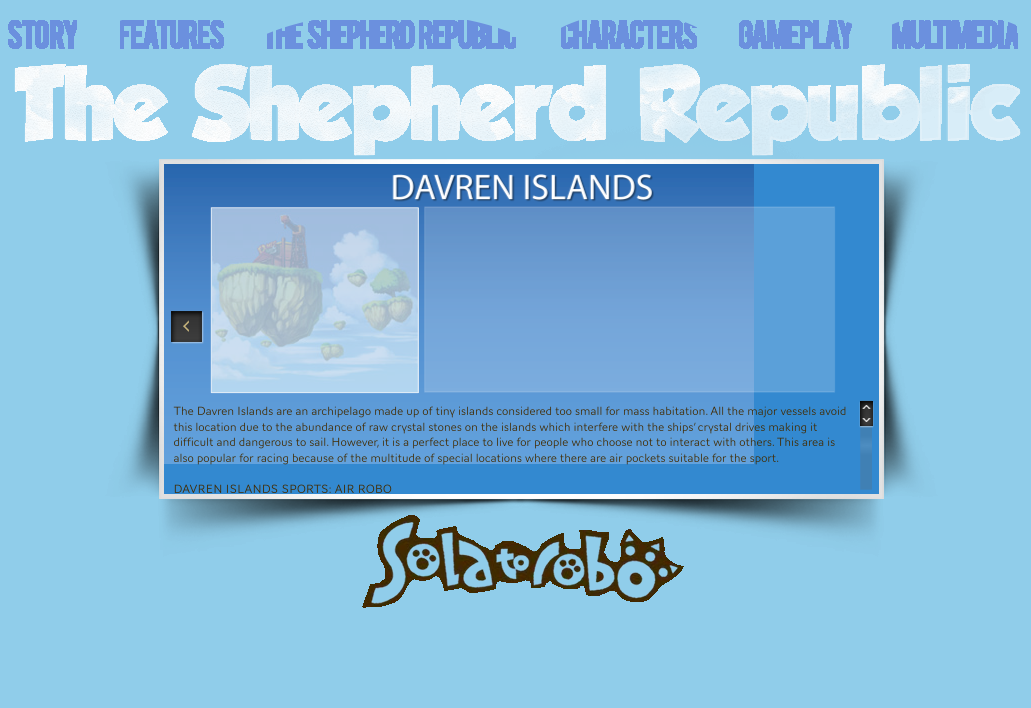 STORY FEATURES THE SHEPHERD REPUBLIC CHARACTERS GAMEPLAY MULTIMEDIA
The Shepherd Republic
DAVREN ISLANDS
The Davren Islands are an archipelago made up of tiny islands considered too small for mass habitation. All the major vessels avoid
this location due to the abundance of raw crystal stones on the islands which interfere with the ships' crystal drives making it
difficult and dangerous to sail. However, it is a perfect place to live for people who choose not to interact with others. This area is
also popular for racing because of the multitude of special locations where there are air pockets suitable for the sport.
DAVREN ISLANDS SPORTS: AIR ROBO
Solatorobo